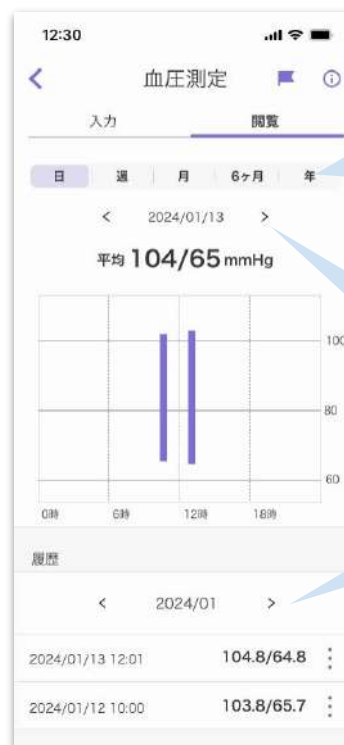 12:30
血圧測定
入力 閲覧
日 週 月 6ヶ月 年
< 2024/01/13 >
平均 104/65 mmHg
100
80
60
0時 6時 12時 18時
履歴
< 2024/01 >
2024/01/13 12:01 104.8/64.8
2024/01/12 10:00 103.8/65.7